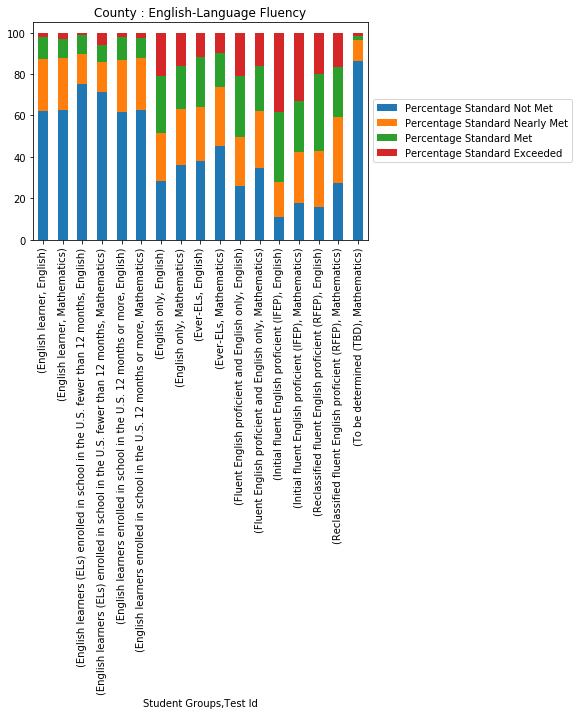 County : English-Language Fluency
100
80
60
40
20
0
Percentage Standard Not Met
Percentage Standard Nearly Met
Percentage Standard Met
Percentage Standard Exceeded
(English learner, English)
(English learner, Mathematics)
(English learners (ELs) enrolled in school in the U.S. fewer than 12 months, English)
(English learners (ELs) enrolled in school in the U.S. fewer than 12 months, Mathematics)
(English learners enrolled in school in the U.S. 12 months or more, English)
(English learners enrolled in school in the U.S. 12 months or more, Mathematics)
(English only, English)
(English only, Mathematics)
(Ever-ELs, English)
(Ever-ELs, Mathematics)
(Fluent English proficient and English only, English)
(Fluent English proficient and English only, Mathematics)
(Initial fluent English proficient (IFEP), English)
(Initial fluent English proficient (IFEP), Mathematics)
(Reclassified fluent English proficient (RFEP), English)
(Reclassified fluent English proficient (RFEP), Mathematics)
(To be determined (TBD), Mathematics)
Student Groups,Test Id